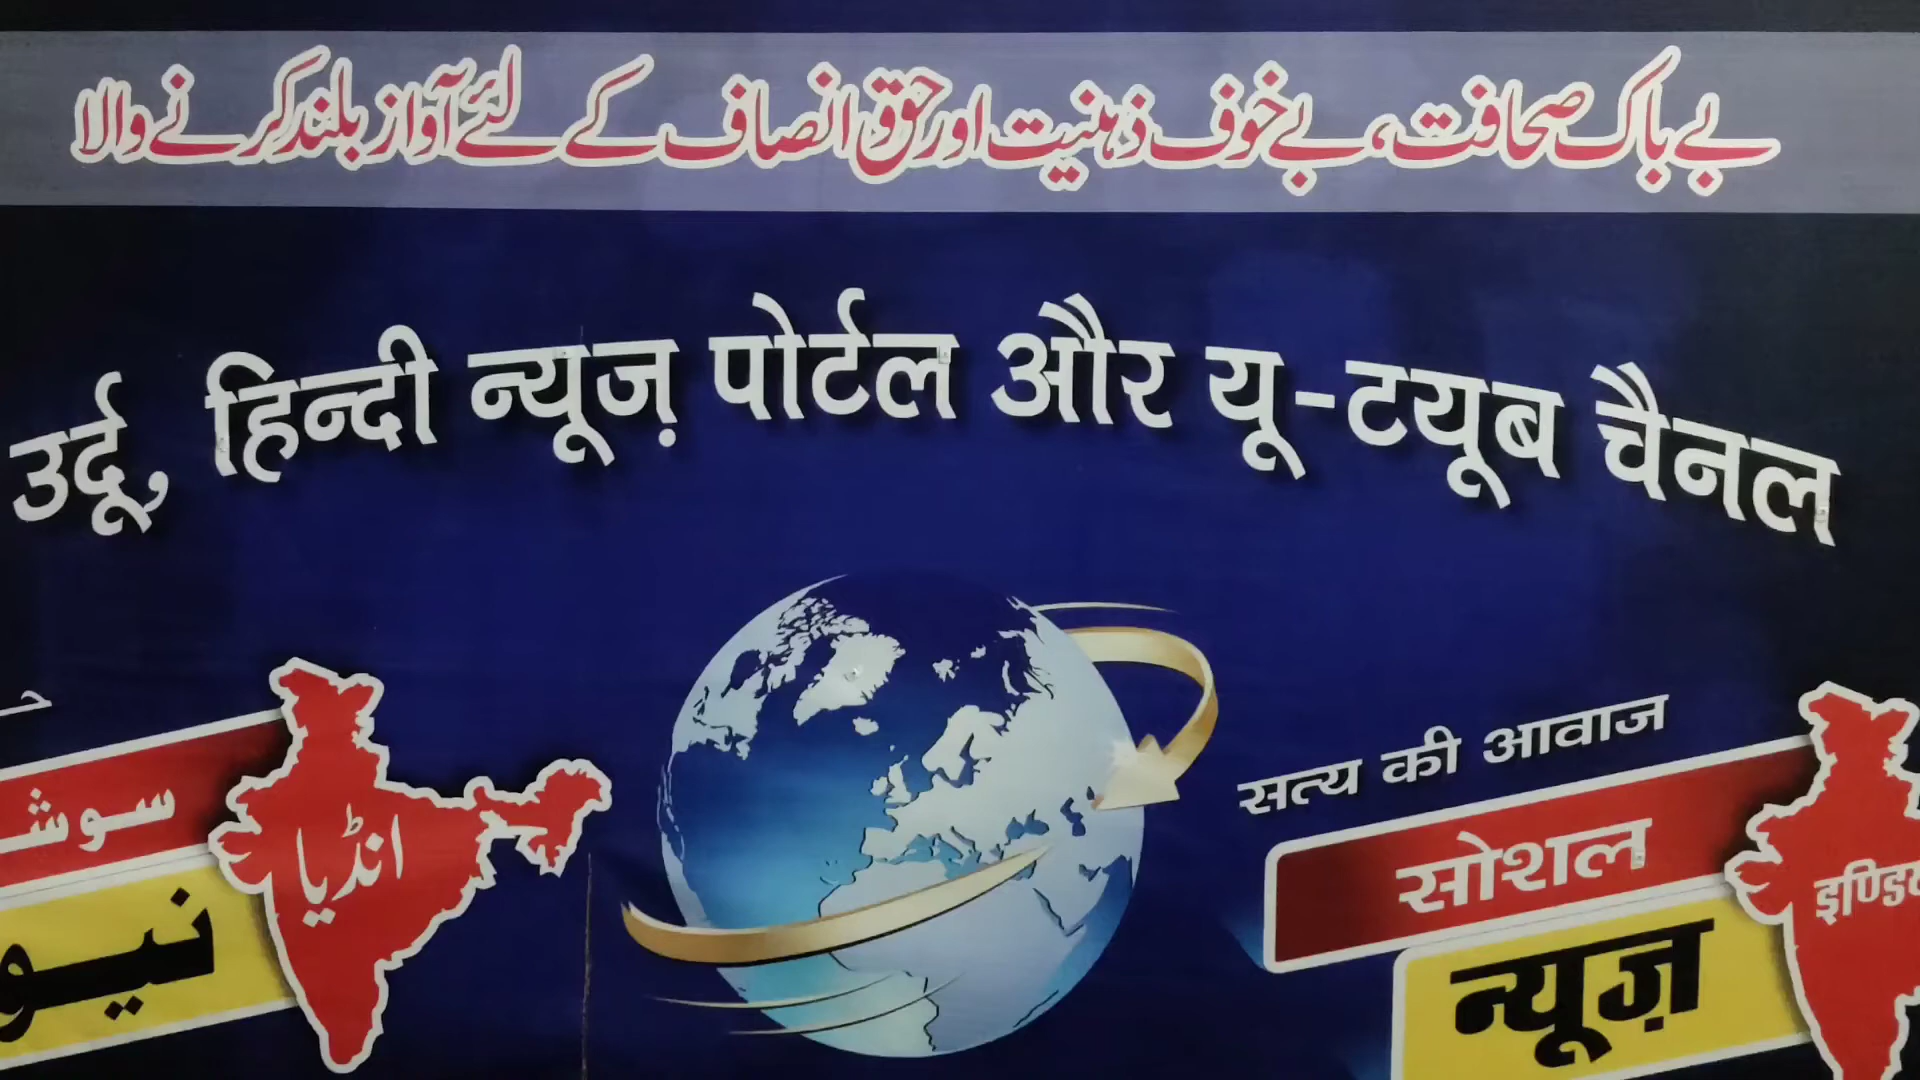 بے باک صحافت، بے خوف ذہنیت اور حق انصاف کے لئے آواز بلند کرنے والا
उर्दू, हिन्दी न्यूज़ पोर्टल और यू-टयूब चैनल
انڈیا
सत्य की आवाज
सोशल
न्यूज़